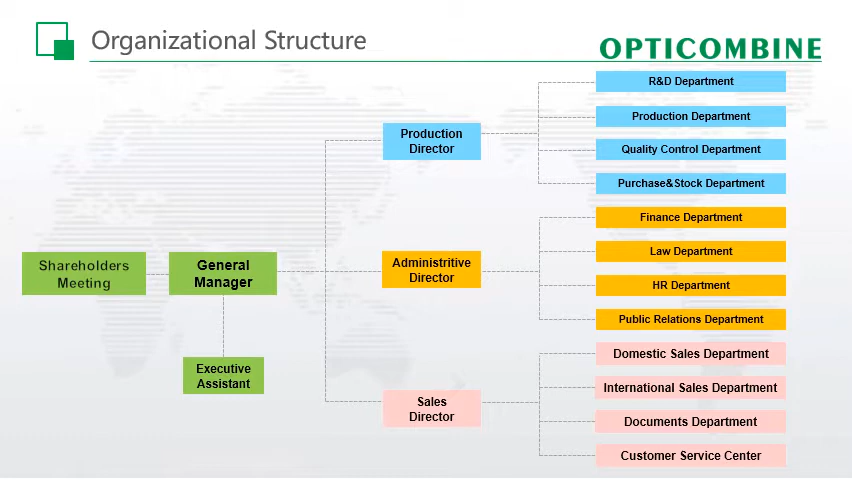 Organizational Structure
OPTICOMBINE
Shareholders
Meeting
General
Manager
Executive
Assistant
Production
Director
R&D Department
Production Department
Quality Control Department
Purchase&Stock Department
Administritive
Director
Finance Department
Law Department
HR Department
Public Relations Department
Sales
Director
Domestic Sales Department
International Sales Department
Documents Department
Customer Service Center